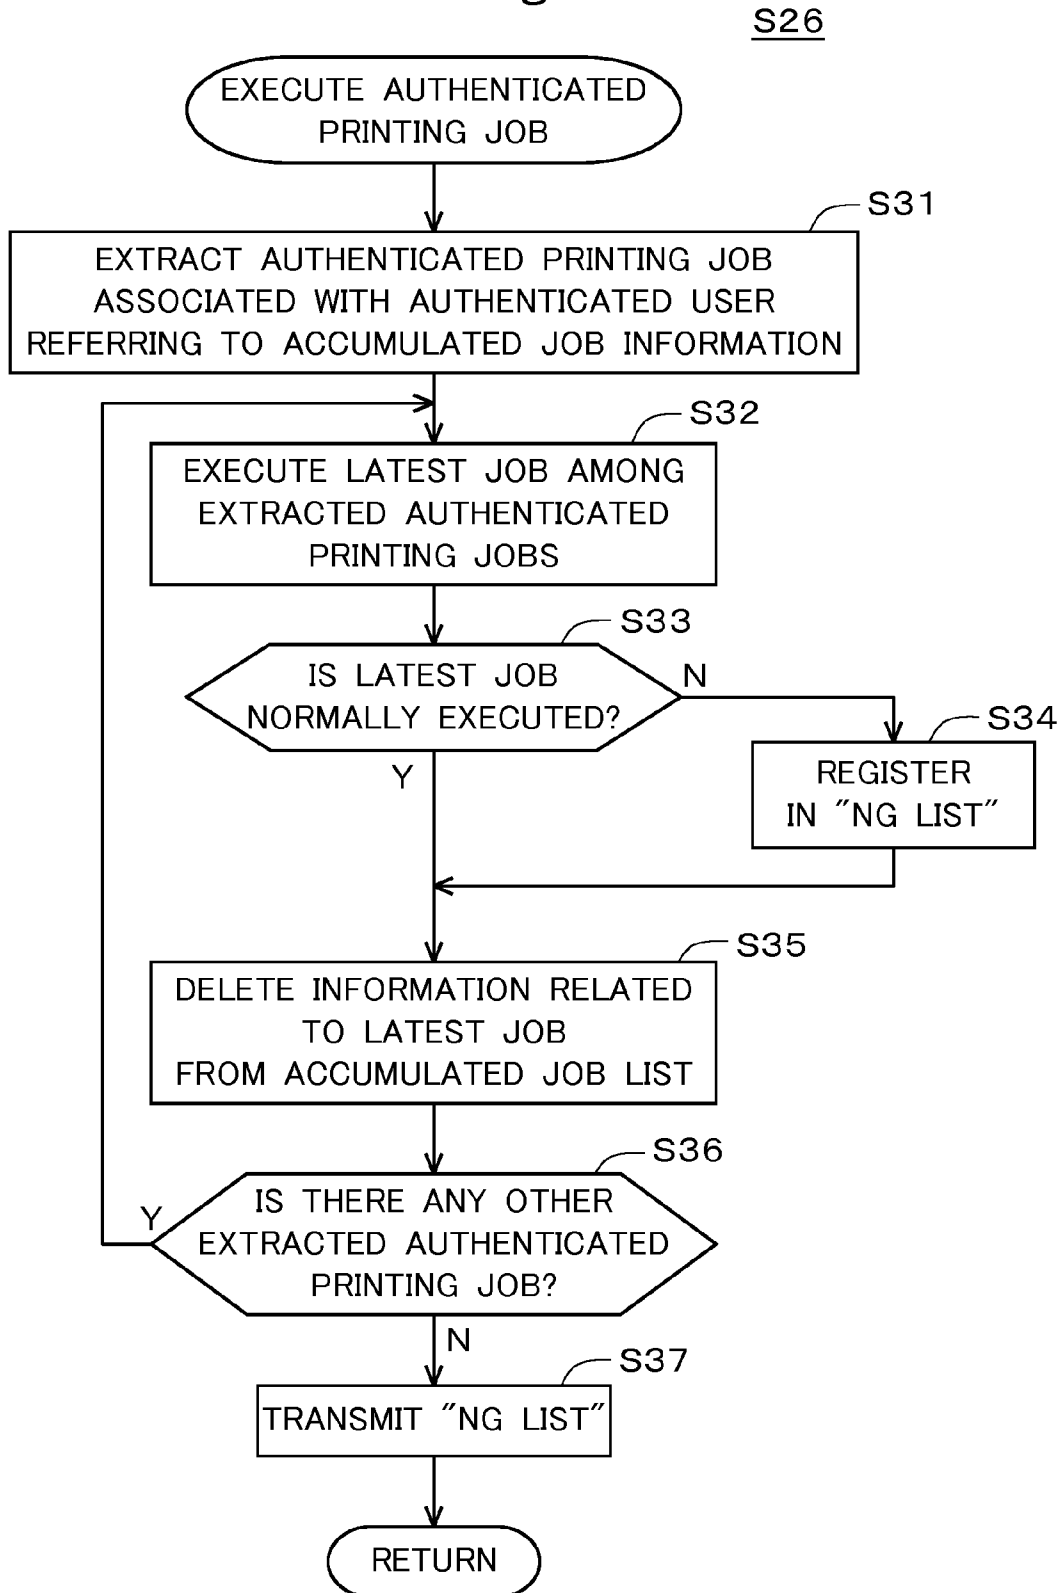 S26
EXECUTE AUTHENTICATED
PRINTING JOB
S31
EXTRACT AUTHENTICATED PRINTING JOB
ASSOCIATED WITH AUTHENTICATED USER
REFERRING TO ACCUMULATED JOB INFORMATION
S32
EXECUTE LATEST JOB AMONG
EXTRACTED AUTHENTICATED
PRINTING JOBS
S33
IS LATEST JOB
NORMALLY EXECUTED?
N
Y
S34
REGISTER
IN "NG LIST"
S35
DELETE INFORMATION RELATED
TO LATEST JOB
FROM ACCUMULATED JOB LIST
S36
IS THERE ANY OTHER
EXTRACTED AUTHENTICATED
PRINTING JOB?
Y
N
S37
TRANSMIT "NG LIST"
RETURN